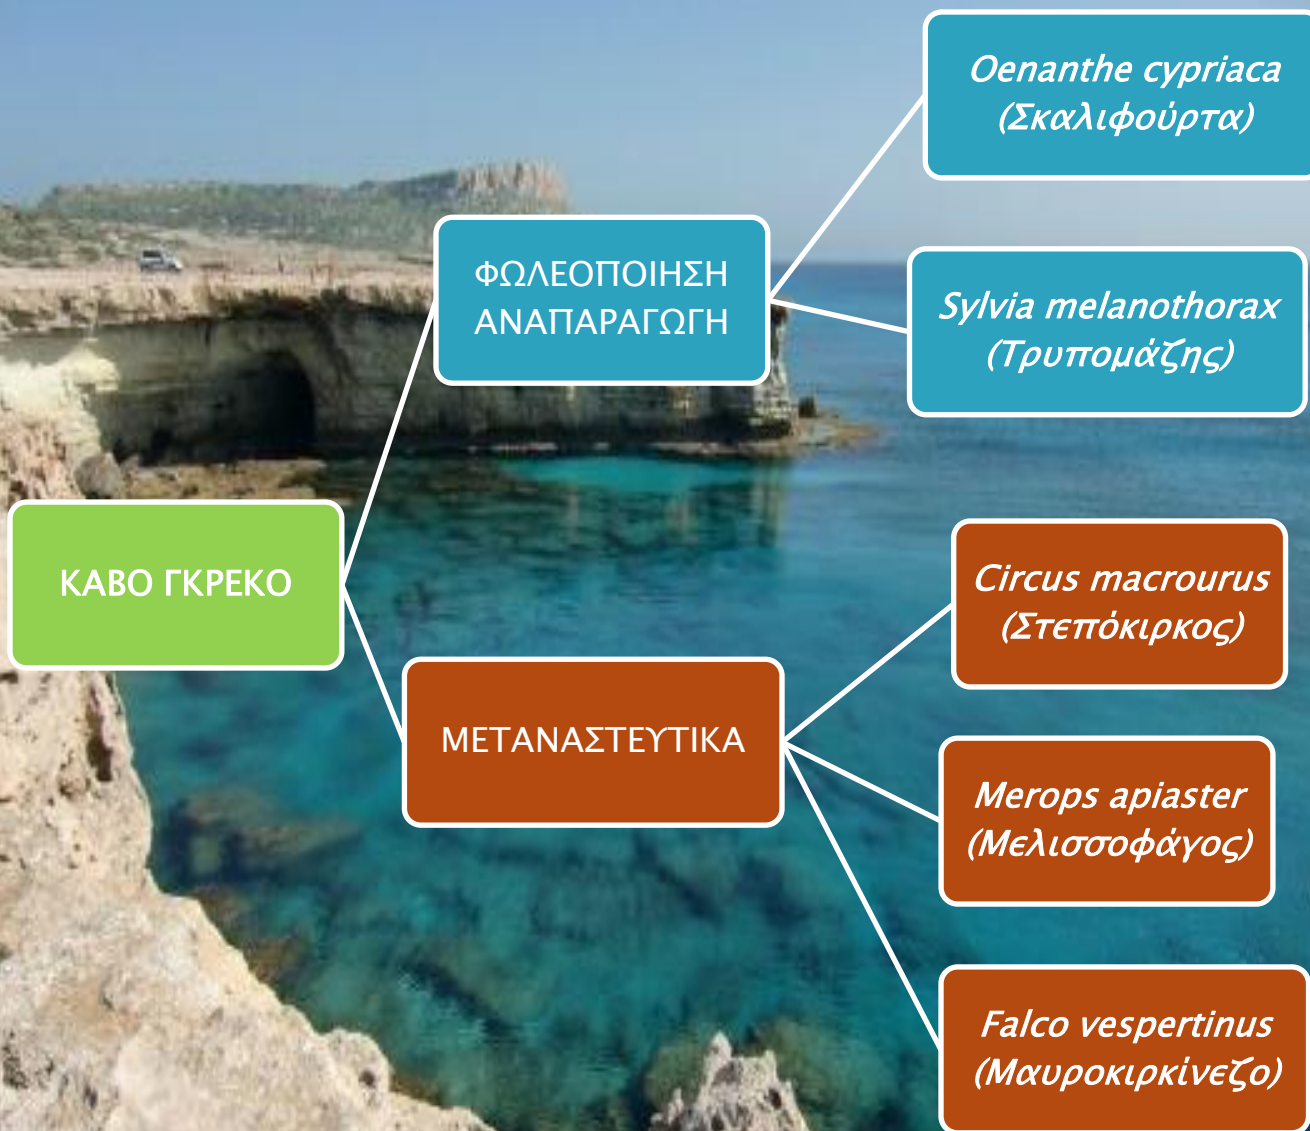 ΚΑΒΟ ΓΚΡΕΚΟ
ΦΩΛΕΟΠΟΙΗΣΗ
ΑΝΑΠΑΡΑΓΩΓΗ
Oenanthe cypriaca
(Σκαλιφούρτα)
Sylvia melanothorax
(Τρυπομάζης)
ΜΕΤΑΝΑΣΤΕΥΤΙΚΑ
Circus macrourus
(Στεπόκιρκος)
Merops apiaster
(Μελισσοφάγος)
Falco vespertinus
(Μαυροκιρκίνεζο)